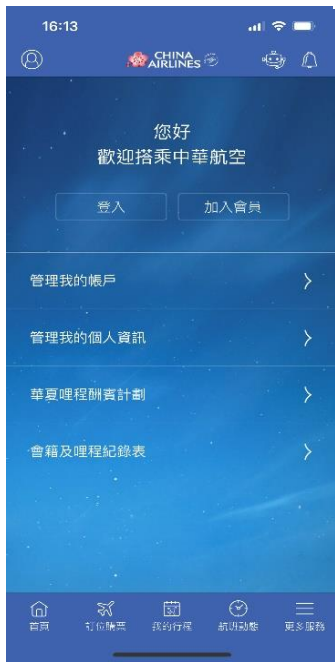 16:13
CHINA
AIRLINES
您好
歡迎搭乘中華航空
登入 加入會員
管理我的帳戶
管理我的個人資訊
華夏哩程酬賓計劃
會籍及哩程紀錄表
首頁 訂位購票 我的行程 航班動態 更多服務